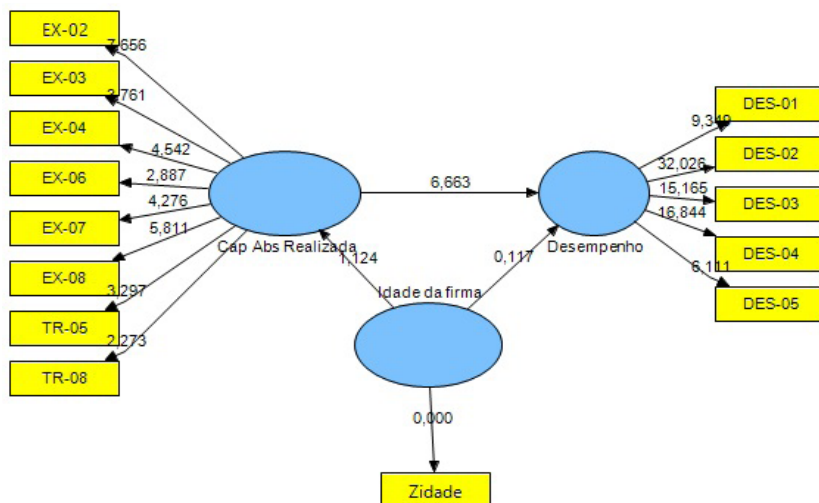 EX-02
7,656
EX-03
3,761
EX-04
4,542
EX-06
2,887
EX-07
4,276
EX-08
5,811
TR-05
3,297
TR-08
2,273
Cap Abs Realizada
6,663
Desempenho
1,124
0,117
Idade da firma
0,000
Zidade
DES-01
9,349
DES-02
32,026
DES-03
15,165
DES-04
16,844
DES-05
6,111